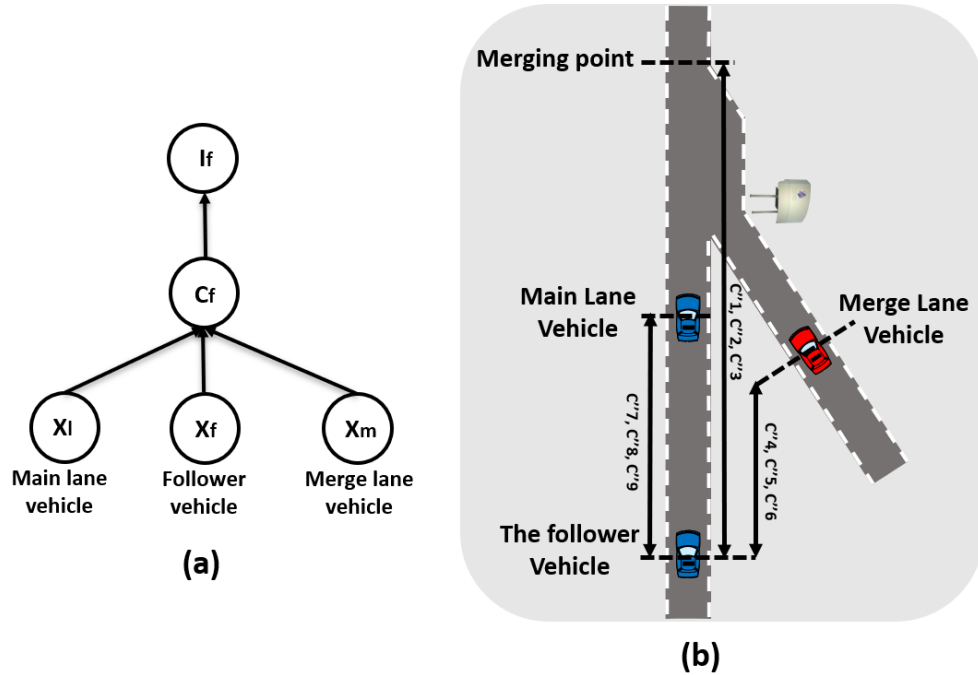 If
Cf
Xl
Xf
Xm
Main lane
vehicle
Follower
vehicle
Merge lane
vehicle
(a)
Merging point
Main Lane
Vehicle
Merge Lane
Vehicle
C''1, C''2, C''3
C''7, C''8, C''9
C''4, C''5, C''6
The follower
Vehicle
(b)